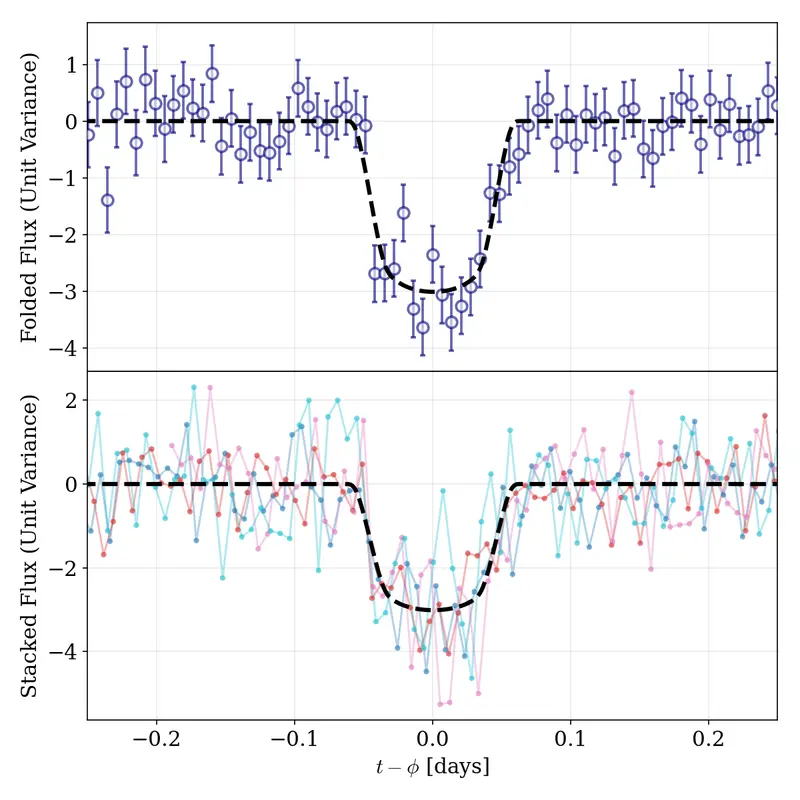 Folded Flux (Unit Variance)
1
0
−1
−2
−3
−4
Stacked Flux (Unit Variance)
2
0
−2
−4
−0.2 −0.1 0.0 0.1 0.2
t − ϕ [days]